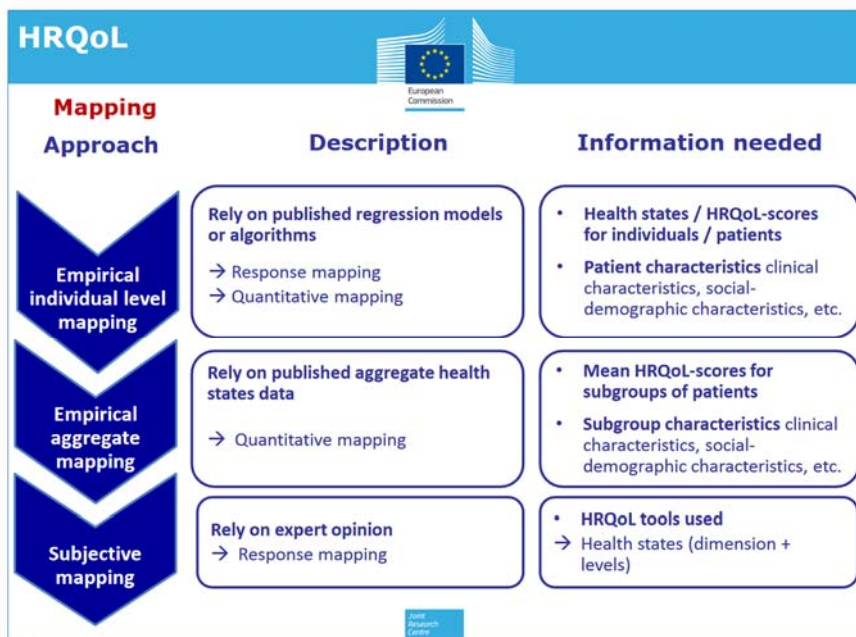 HRQoL
European
Commission
Mapping
Approach
Description
Information needed
Empirical
individual level
mapping
Rely on published regression models
or algorithms
→ Response mapping
→ Quantitative mapping
• Health states / HRQoL-scores
for individuals / patients
• Patient characteristics clinical
characteristics, social-
demographic characteristics, etc.
Empirical
aggregate
mapping
Rely on published aggregate health
states data
→ Quantitative mapping
• Mean HRQoL-scores for
subgroups of patients
• Subgroup characteristics clinical
characteristics, social-
demographic characteristics, etc.
Subjective
mapping
Rely on expert opinion
→ Response mapping
• HRQoL tools used
→ Health states (dimension +
levels)
Joint
Research
Centre